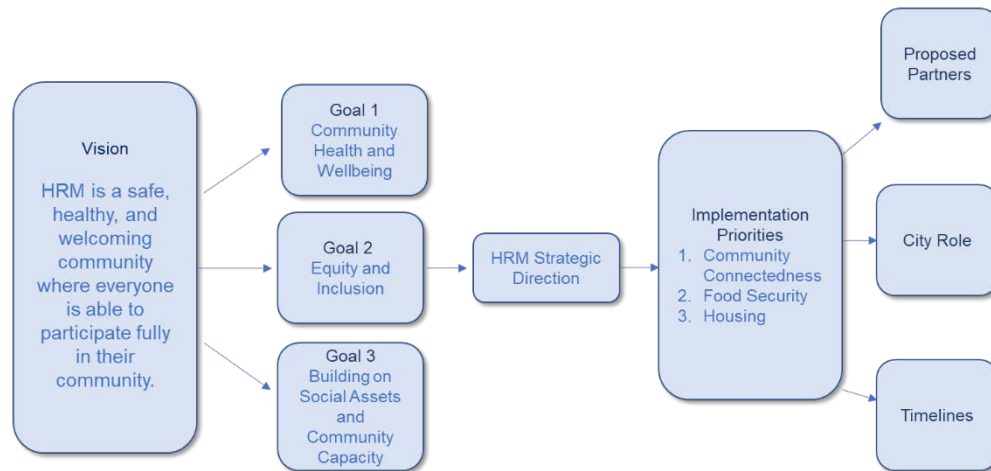 Vision
HRM is a safe,
healthy, and
welcoming
community
where everyone
is able to
participate fully
in their
community.
Goal 1
Community
Health and
Wellbeing
Goal 2
Equity and
Inclusion
Goal 3
Building on
Social Assets
and
Community
Capacity
HRM Strategic
Direction
Implementation
Priorities
1. Community
Connectedness
2. Food Security
3. Housing
Proposed
Partners
City Role
Timelines